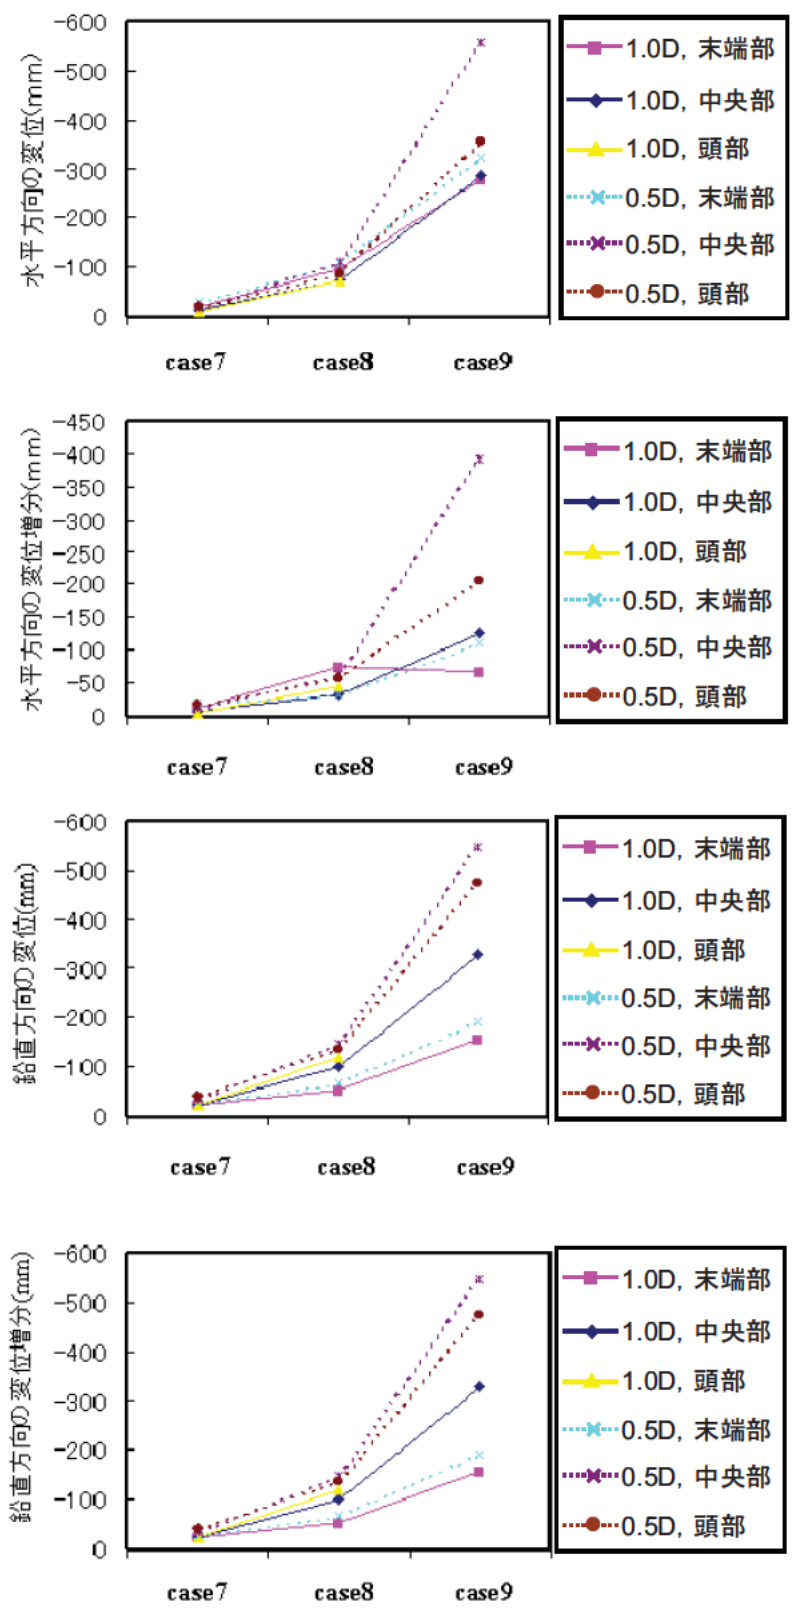 水平方向の変位(mm)
-600
-500
-400
-300
-200
-100
0
case7 case8 case9
1.0D, 末端部
1.0D, 中央部
1.0D, 頭部
0.5D, 末端部
0.5D, 中央部
0.5D, 頭部
水平方向の変位増分(mm)
-450
-400
-350
-300
-250
-200
-150
-100
-50
0
case7 case8 case9
1.0D, 末端部
1.0D, 中央部
1.0D, 頭部
0.5D, 末端部
0.5D, 中央部
0.5D, 頭部
鉛直方向の変位(mm)
-600
-500
-400
-300
-200
-100
0
case7 case8 case9
1.0D, 末端部
1.0D, 中央部
1.0D, 頭部
0.5D, 末端部
0.5D, 中央部
0.5D, 頭部
鉛直方向の変位増分(mm)
-600
-500
-400
-300
-200
-100
0
case7 case8 case9
1.0D, 末端部
1.0D, 中央部
1.0D, 頭部
0.5D, 末端部
0.5D, 中央部
0.5D, 頭部